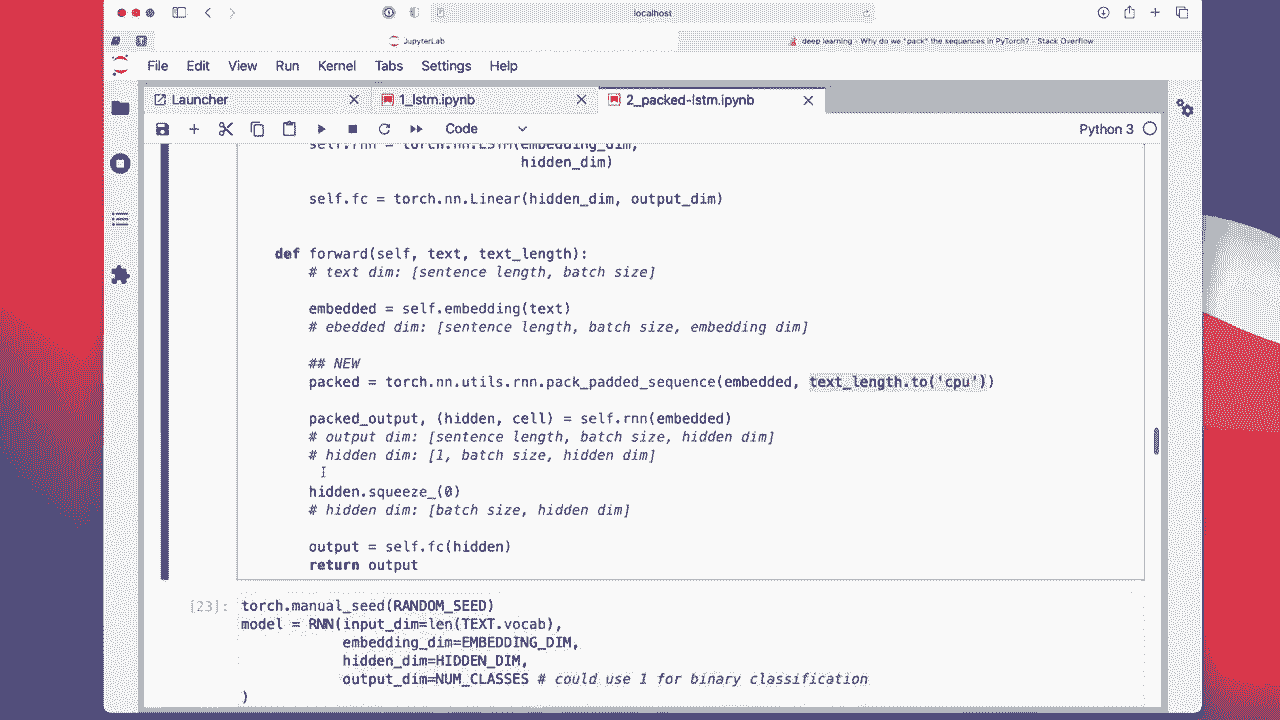 localhost
JupyterLab
deep learning - Why do we "pack" the sequences in PyTorch? - Stack Overflow
File Edit View Run Kernel Tabs Settings Help
Launcher
1_lstm.ipynb
2_packed-lstm.ipynb
Code
Python 3
self.rnn = torch.nn.LSTM(embedding_dim,
hidden_dim)
self.fc = torch.nn.Linear(hidden_dim, output_dim)
def forward(self, text, text_length):
# text dim: [sentence length, batch size]
embedded = self.embedding(text)
# ebedded dim: [sentence length, batch size, embedding dim]
## NEW
packed = torch.nn.utils.rnn.pack_padded_sequence(embedded, text_length.to('cpu'))
packed_output, (hidden, cell) = self.rnn(embedded)
# output dim: [sentence length, batch size, hidden dim]
# hidden dim: [1, batch size, hidden dim]
hidden.squeeze_(0)
# hidden dim: [batch size, hidden dim]
output = self.fc(hidden)
return output
[23]:
torch.manual_seed(RANDOM_SEED)
model = RNN(input_dim=len(TEXT.vocab),
embedding_dim=EMBEDDING_DIM,
hidden_dim=HIDDEN_DIM,
output_dim=NUM_CLASSES # could use 1 for binary classification
)